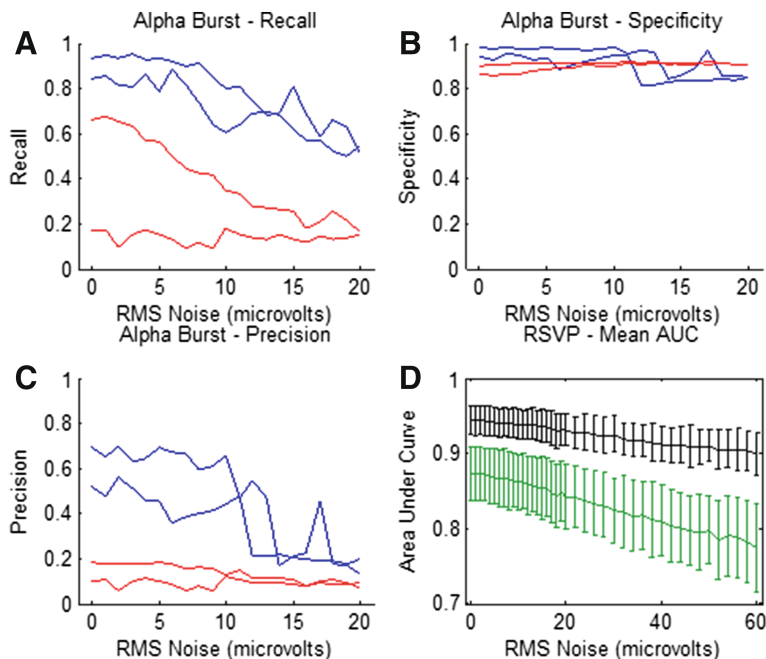 A
Alpha Burst - Recall
1
0.8
0.6
0.4
0.2
0
Recall
0 5 10 15 20
RMS Noise (microvolts)
B
Alpha Burst - Specificity
1
0.8
0.6
0.4
0.2
0
Specificity
0 5 10 15 20
RMS Noise (microvolts)
C
Alpha Burst - Precision
1
0.8
0.6
0.4
0.2
0
Precision
0 5 10 15 20
RMS Noise (microvolts)
D
RSVP - Mean AUC
1
0.9
0.8
0.7
Area Under Curve
0 20 40 60
RMS Noise (microvolts)